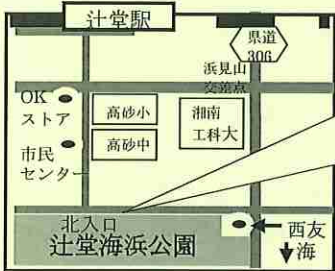 辻堂駅
県道
306
浜見山
交差点
OK
ストア
高砂小
湘南
工科大
市民
センター
高砂中
北入口
西友
辻堂海浜公園
海